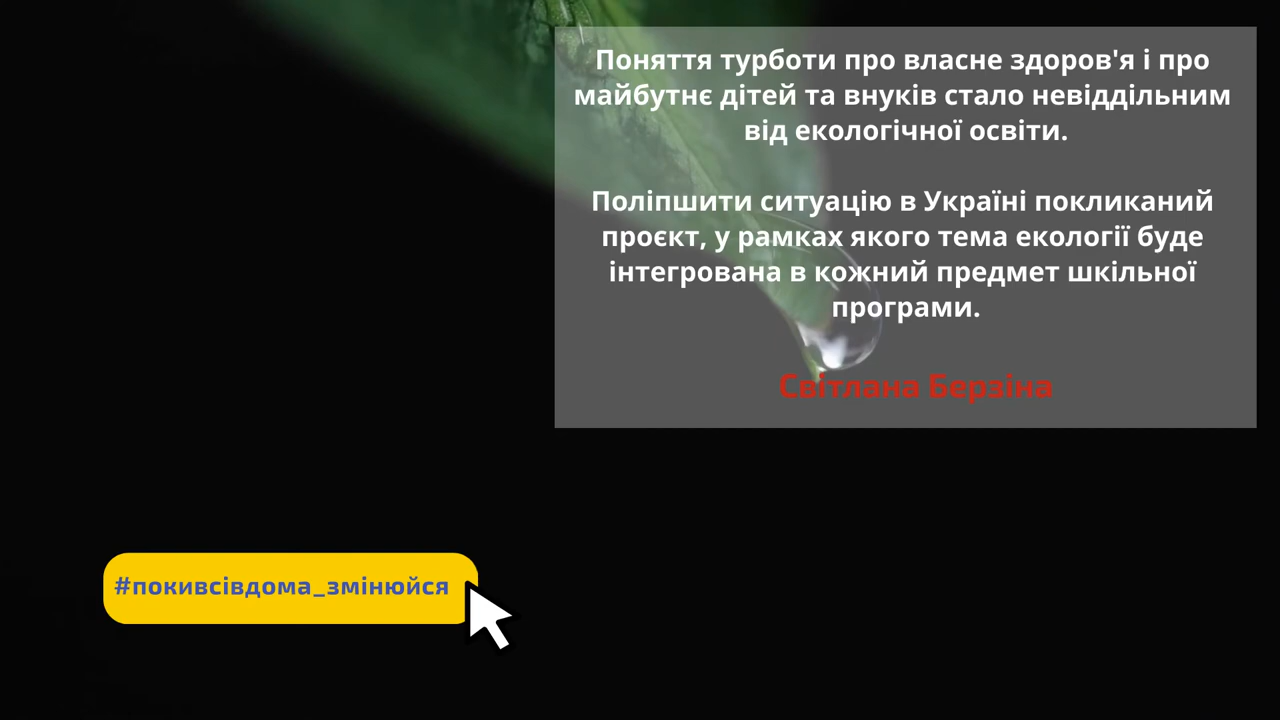 Поняття турботи про власне здоров'я і про
майбутнє дітей та внуків стало невіддільним
від екологічної освіти.
Поліпшити ситуацію в Україні покликаний
проєкт, у рамках якого тема екології буде
інтегрована в кожний предмет шкільної
програми.
Світлана Берзіна
#покивсівдома_змінюйся